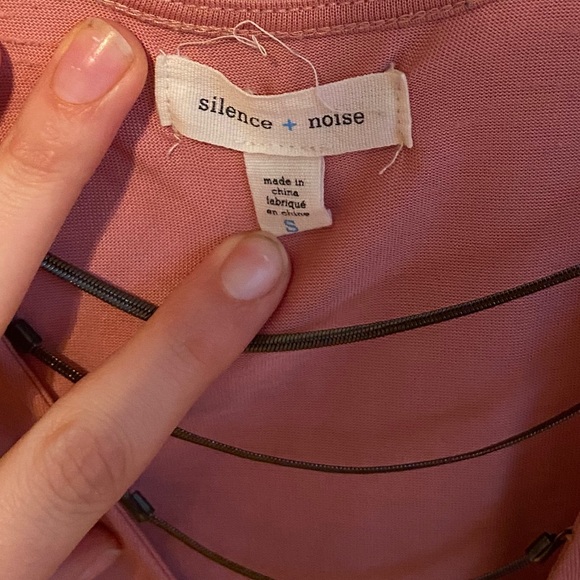 silence + noise
made in
china
fabriqué
en chine
S